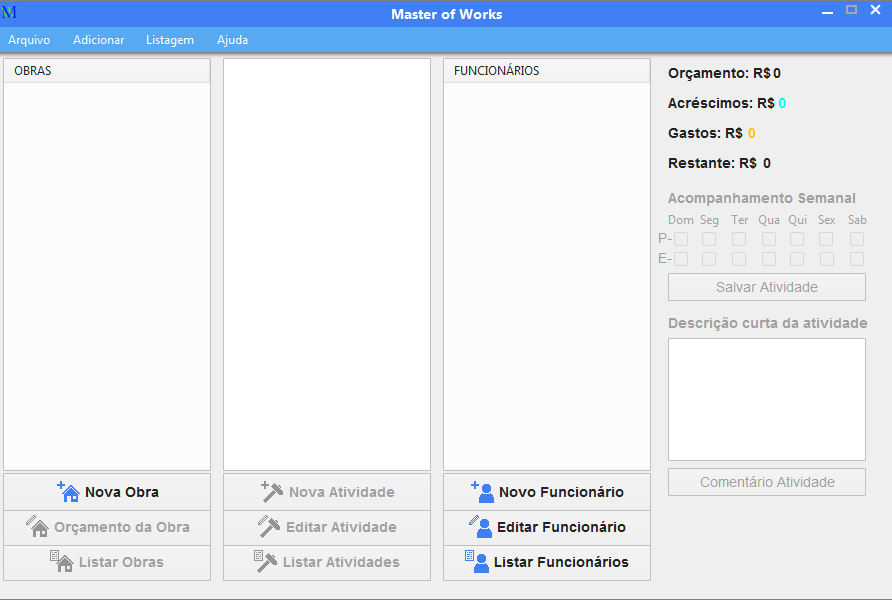 M
Master of Works
Arquivo Adicionar Listagem Ajuda
OBRAS
Nova Obra
Orçamento da Obra
Listar Obras
Nova Atividade
Editar Atividade
Listar Atividades
FUNCIONÁRIOS
Novo Funcionário
Editar Funcionário
Listar Funcionários
Orçamento: R$ 0
Acréscimos: R$ 0
Gastos: R$ 0
Restante: R$ 0
Acompanhamento Semanal
Dom Seg Ter Qua Qui Sex Sab
P-
E-
Salvar Atividade
Descrição curta da atividade
Comentário Atividade